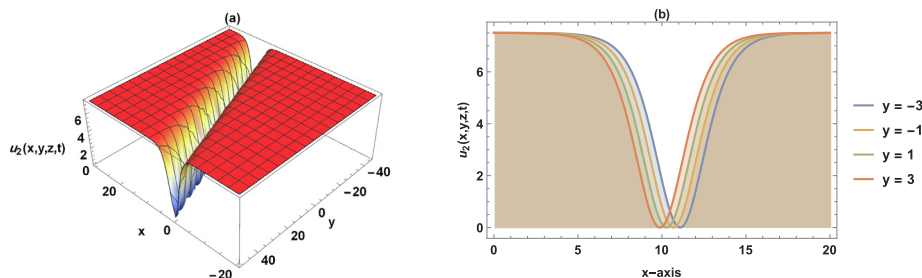 (a)
6
4
2
0
u₂(x,y,z,t)
20
x
0
-20
40
20
0
y
-20
-40
(b)
u₂(x,y,z,t)
6
4
2
0
0 5 10 15 20
x-axis
y = -3
y = -1
y = 1
y = 3